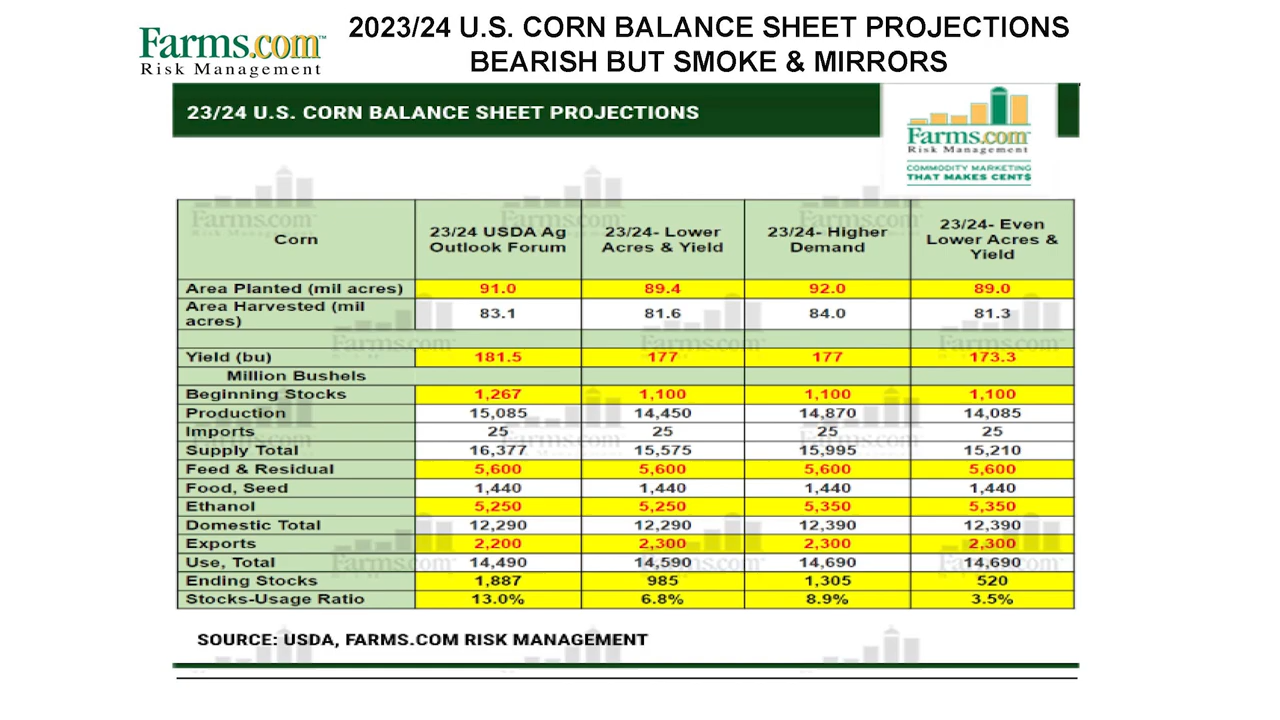 Farms.com™
Risk Management
2023/24 U.S. CORN BALANCE SHEET PROJECTIONS
BEARISH BUT SMOKE & MIRRORS
23/24 U.S. CORN BALANCE SHEET PROJECTIONS
Farms.com
Risk Management
COMMODITY MARKETING
THAT MAKES CENT$
Corn 23/24 USDA Ag Outlook Forum 23/24- Lower Acres & Yield 23/24- Higher Demand 23/24- Even Lower Acres & Yield
Area Planted (mil acres) 91.0 89.4 92.0 89.0
Area Harvested (mil acres) 83.1 81.6 84.0 81.3
Yield (bu) 181.5 177 177 173.3
Million Bushels
Beginning Stocks 1,267 1,100 1,100 1,100
Production 15,085 14,450 14,870 14,085
Imports 25 25 25 25
Supply Total 16,377 15,575 15,995 15,210
Feed & Residual 5,600 5,600 5,600 5,600
Food, Seed 1,440 1,440 1,440 1,440
Ethanol 5,250 5,250 5,350 5,350
Domestic Total 12,290 12,290 12,390 12,390
Exports 2,200 2,300 2,300 2,300
Use, Total 14,490 14,590 14,690 14,690
Ending Stocks 1,887 985 1,305 520
Stocks-Usage Ratio 13.0% 6.8% 8.9% 3.5%
SOURCE: USDA, FARMS.COM RISK MANAGEMENT